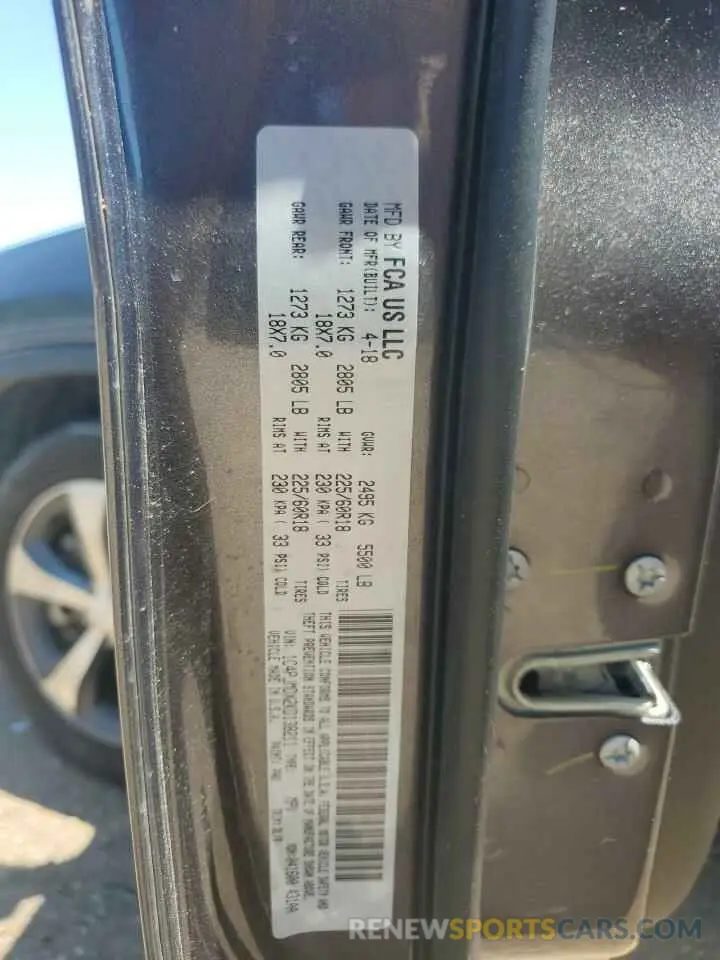 MFD BY FCA US LLC
DATE OF MFR(BUILT): 4-18 GVWR: 2495 KG 5500 LB
GAWR FRONT: 1273 KG 2805 LB WITH 225/60R18 TIRES
18X7.0 RIMS AT 230 KPA( 33 PSI) COLD
GAWR REAR: 1273 KG 2805 LB WITH 225/60R18 TIRES
18X7.0 RIMS AT 230 KPA( 33 PSI) COLD
THIS VEHICLE CONFORMS TO ALL APPLICABLE U.S.A. FEDERAL MOTOR VEHICLE SAFETY AND
THEFT PREVENTION STANDARDS IN EFFECT ON THE DATE OF MANUFACTURE SHOWN ABOVE.
VIN: TYPE: MPV
VEHICLE MADE IN U.S.A.
RENEWSPORTSCARS.COM